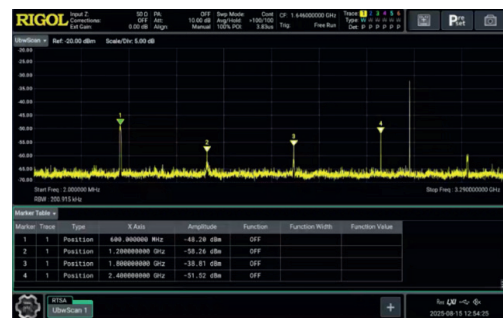 RIGOL Input Z: 50 Ω PA: OFF Swp Mode Cont CF 1.646000000 GHz Trace 1 2 3 4 5 6
Corrections: OFF Att: 10.00 dB Avg/Hold: +100/100 Trig: Free Run Type W W W W W W
Ext Gain: 0.00 dB Align: Manual 100% POI 3.83us Det P P P P P P
UbwScan Ref -20.00 dBm Scale/Div: 5.00 dB
-20.00
-25.00
-30.00
-35.00
-40.00
-45.00
-50.00
-55.00
-60.00
-65.00
-70.00
1
2
3
4
Start Freq 2.000000 MHz Stop Freq 3.290000000 GHz
RBW 200.915 kHz
Marker Table
Marker Trace Type X Axis Amplitude Function Function Width Function Value
1 1 Position 600.000000 MHz -48.20 dBm OFF
2 1 Position 1.200000000 GHz -58.26 dBm OFF
3 1 Position 1.800000000 GHz -38.81 dBm OFF
4 1 Position 2.400000000 GHz -51.52 dBm OFF
RTSA
UbwScan 1
+
2025-08-15 12:54:25